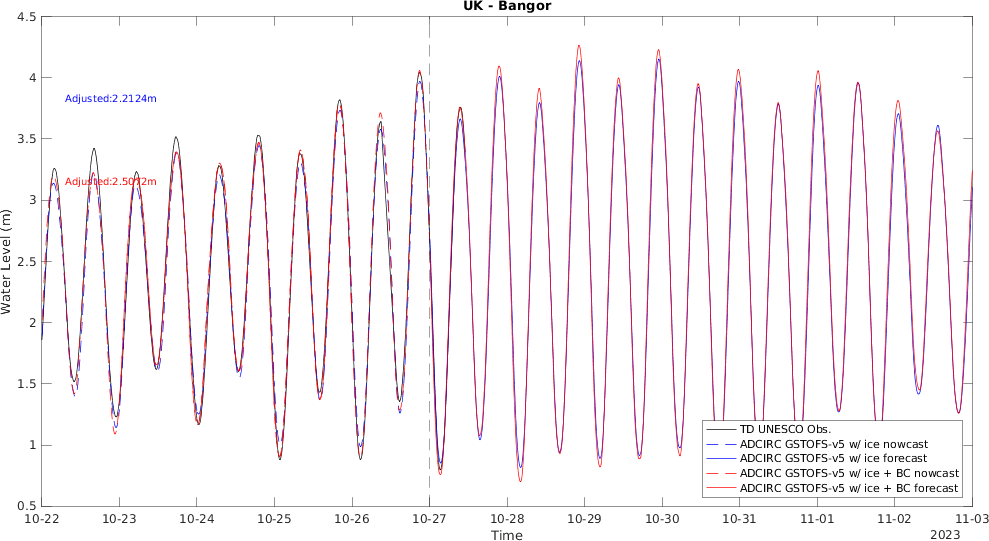 UK - Bangor
4.5
4
3.5
3
2.5
2
1.5
1
0.5
Water Level (m)
Adjusted:2.2124m
Adjusted:2.5072m
TD UNESCO Obs.
ADCIRC GSTOFS-v5 w/ ice nowcast
ADCIRC GSTOFS-v5 w/ ice forecast
ADCIRC GSTOFS-v5 w/ ice + BC nowcast
ADCIRC GSTOFS-v5 w/ ice + BC forecast
10-22 10-23 10-24 10-25 10-26 10-27 10-28 10-29 10-30 10-31 11-01 11-02 11-03
Time
2023